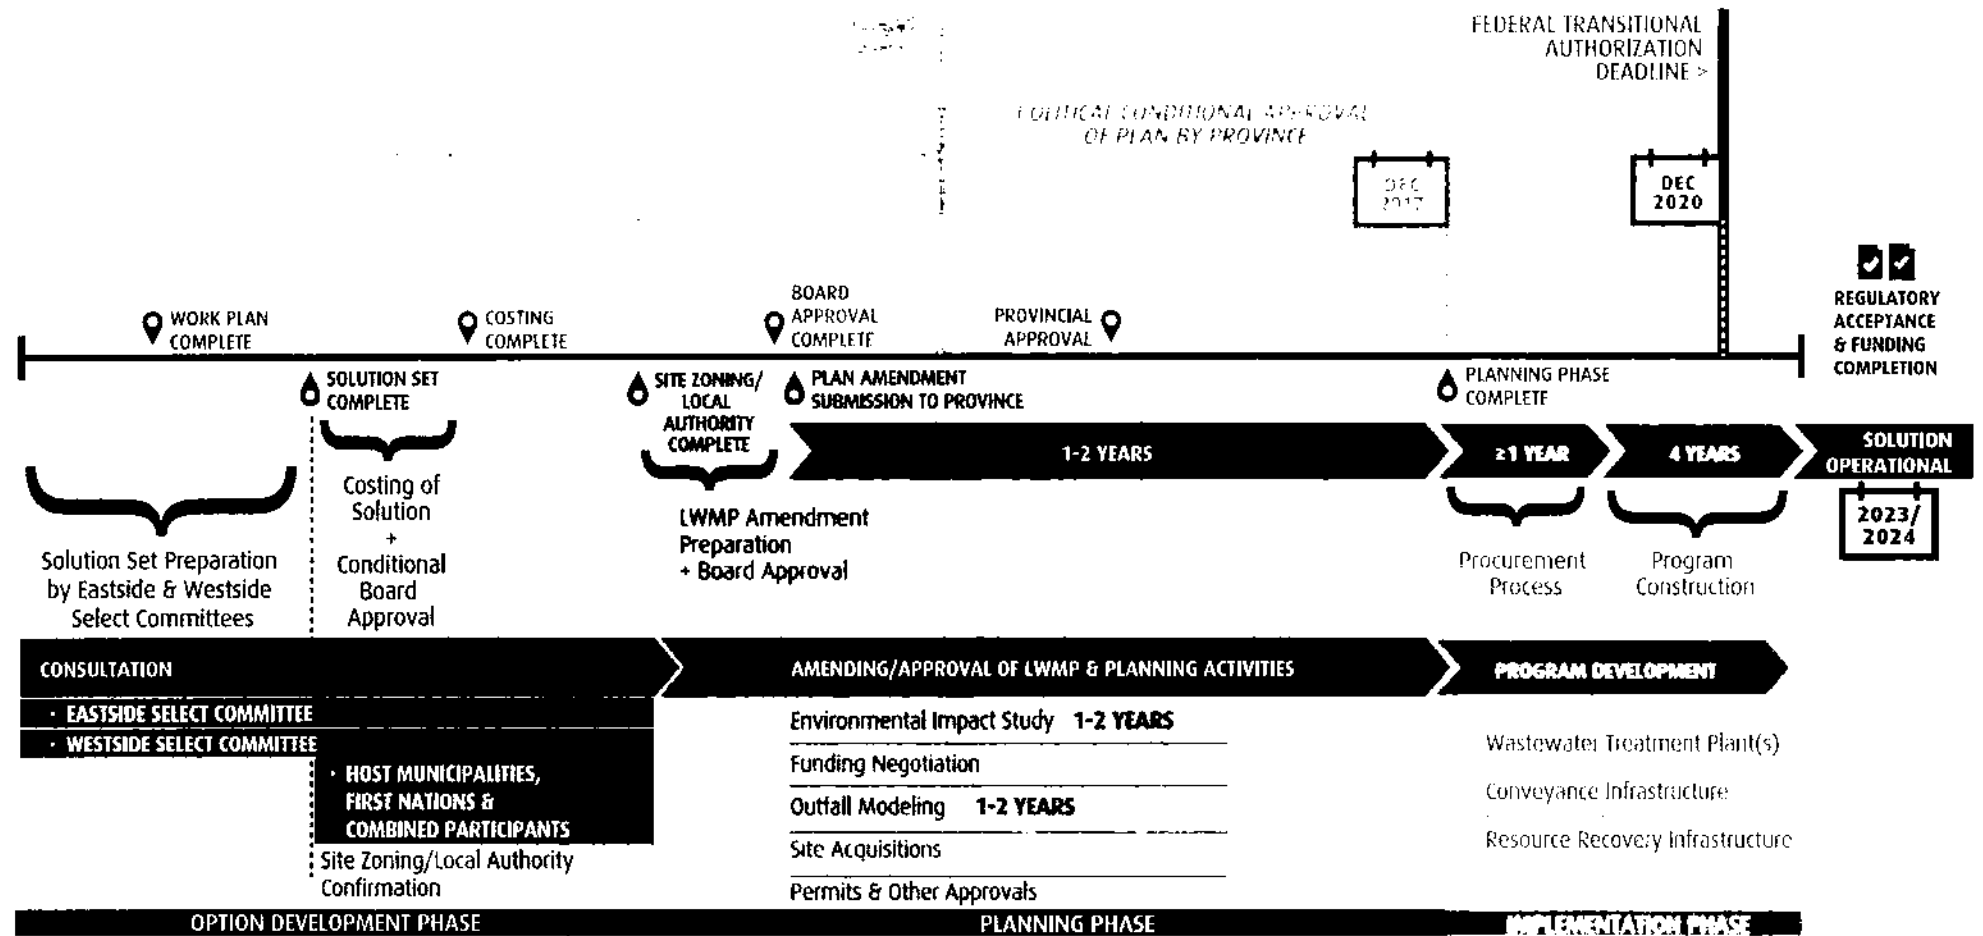 FEDERAL TRANSITIONAL
AUTHORIZATION
DEADLINE >
POLITICAL CONDITIONAL APPROVAL
OF PLAN BY PROVINCE
DEC
2017
DEC
2020
WORK PLAN
COMPLETE
COSTING
COMPLETE
BOARD
APPROVAL
COMPLETE
PROVINCIAL
APPROVAL
REGULATORY
ACCEPTANCE
& FUNDING
COMPLETION
SOLUTION SET
COMPLETE
SITE ZONING/
LOCAL
AUTHORITY
COMPLETE
PLAN AMENDMENT
SUBMISSION TO PROVINCE
PLANNING PHASE
COMPLETE
1-2 YEARS
≥1 YEAR
4 YEARS
SOLUTION
OPERATIONAL
2023/
2024
Solution Set Preparation
by Eastside & Westside
Select Committees
Costing of
Solution
+
Conditional
Board
Approval
LWMP Amendment
Preparation
+ Board Approval
Procurement
Process
Program
Construction
CONSULTATION
AMENDING/APPROVAL OF LWMP & PLANNING ACTIVITIES
PROGRAM DEVELOPMENT
· EASTSIDE SELECT COMMITTEE
· WESTSIDE SELECT COMMITTEE
· HOST MUNICIPALITIES,
FIRST NATIONS &
COMBINED PARTICIPANTS
Site Zoning/Local Authority
Confirmation
Environmental Impact Study 1-2 YEARS
Funding Negotiation
Outfall Modeling 1-2 YEARS
Site Acquisitions
Permits & Other Approvals
Wastewater Treatment Plant(s)
Conveyance Infrastructure
Resource Recovery Infrastructure
OPTION DEVELOPMENT PHASE
PLANNING PHASE
IMPLEMENTATION PHASE